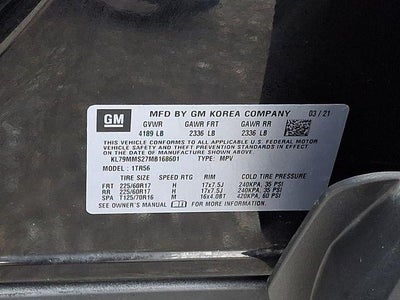 GM
MFD BY GM KOREA COMPANY 03/21
GVWR GAWR FRT GAWR RR
4189 LB 2336 LB 2336 LB
THIS VEHICLE CONFORMS TO ALL APPLICABLE U.S. FEDERAL MOTOR
VEHICLE SAFETY AND THEFT PREVENTION STANDARDS IN EFFECT
ON THE DATE OF MANUFACTURE SHOWN ABOVE.
KL79MMS27MB168601 TYPE: MPV
MODEL: 1TR56
TIRE SIZE SPEED RTG RIM COLD TIRE PRESSURE
FRT 225/60R17 H 17x7.5J 240KPA, 35 PSI
RR 225/60R17 H 17x7.5J 240KPA, 35 PSI
SPA T125/70R16 M 16x4.0BT 420KPA, 60 PSI
SEE OWNER'S MANUAL FOR ADDITIONAL INFORMATION.